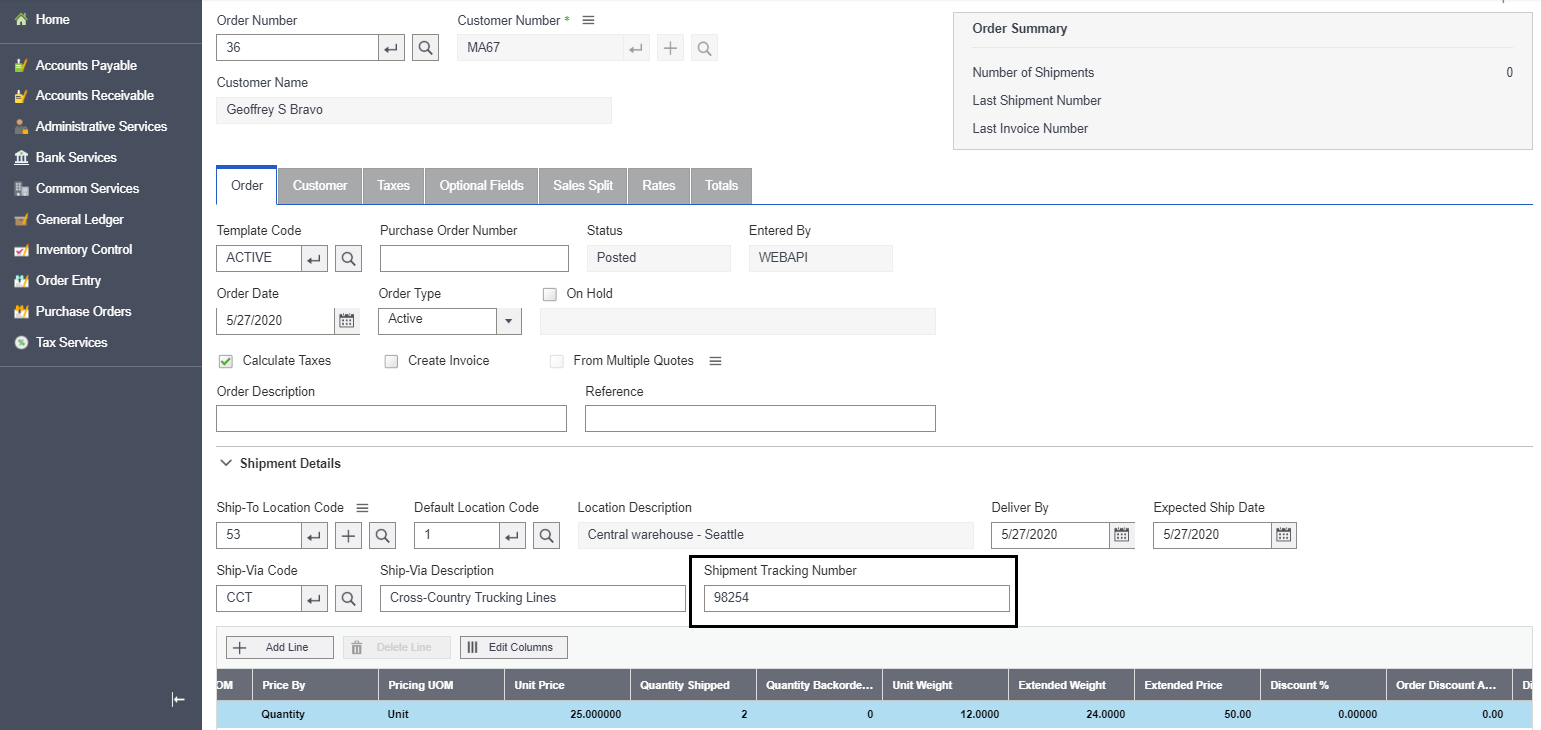 Home
Accounts Payable
Accounts Receivable
Administrative Services
Bank Services
Common Services
General Ledger
Inventory Control
Order Entry
Purchase Orders
Tax Services
Order Number
Customer Number *
36
MA67
Customer Name
Geoffrey S Bravo
Order Summary
Number of Shipments 0
Last Shipment Number
Last Invoice Number
Order Customer Taxes Optional Fields Sales Split Rates Totals
Template Code Purchase Order Number Status Entered By
ACTIVE Posted WEBAPI
Order Date Order Type On Hold
5/27/2020 Active
Calculate Taxes Create Invoice From Multiple Quotes
Order Description Reference
Shipment Details
Ship-To Location Code Default Location Code Location Description Deliver By Expected Ship Date
53 1 Central warehouse - Seattle 5/27/2020 5/27/2020
Ship-Via Code Ship-Via Description Shipment Tracking Number
CCT Cross-Country Trucking Lines 98254
Add Line Delete Line Edit Columns
OM Price By Pricing UOM Unit Price Quantity Shipped Quantity Backorde... Unit Weight Extended Weight Extended Price Discount % Order Discount A... Di
Quantity Unit 25.000000 2 0 12.0000 24.0000 50.00 0.00000 0.00